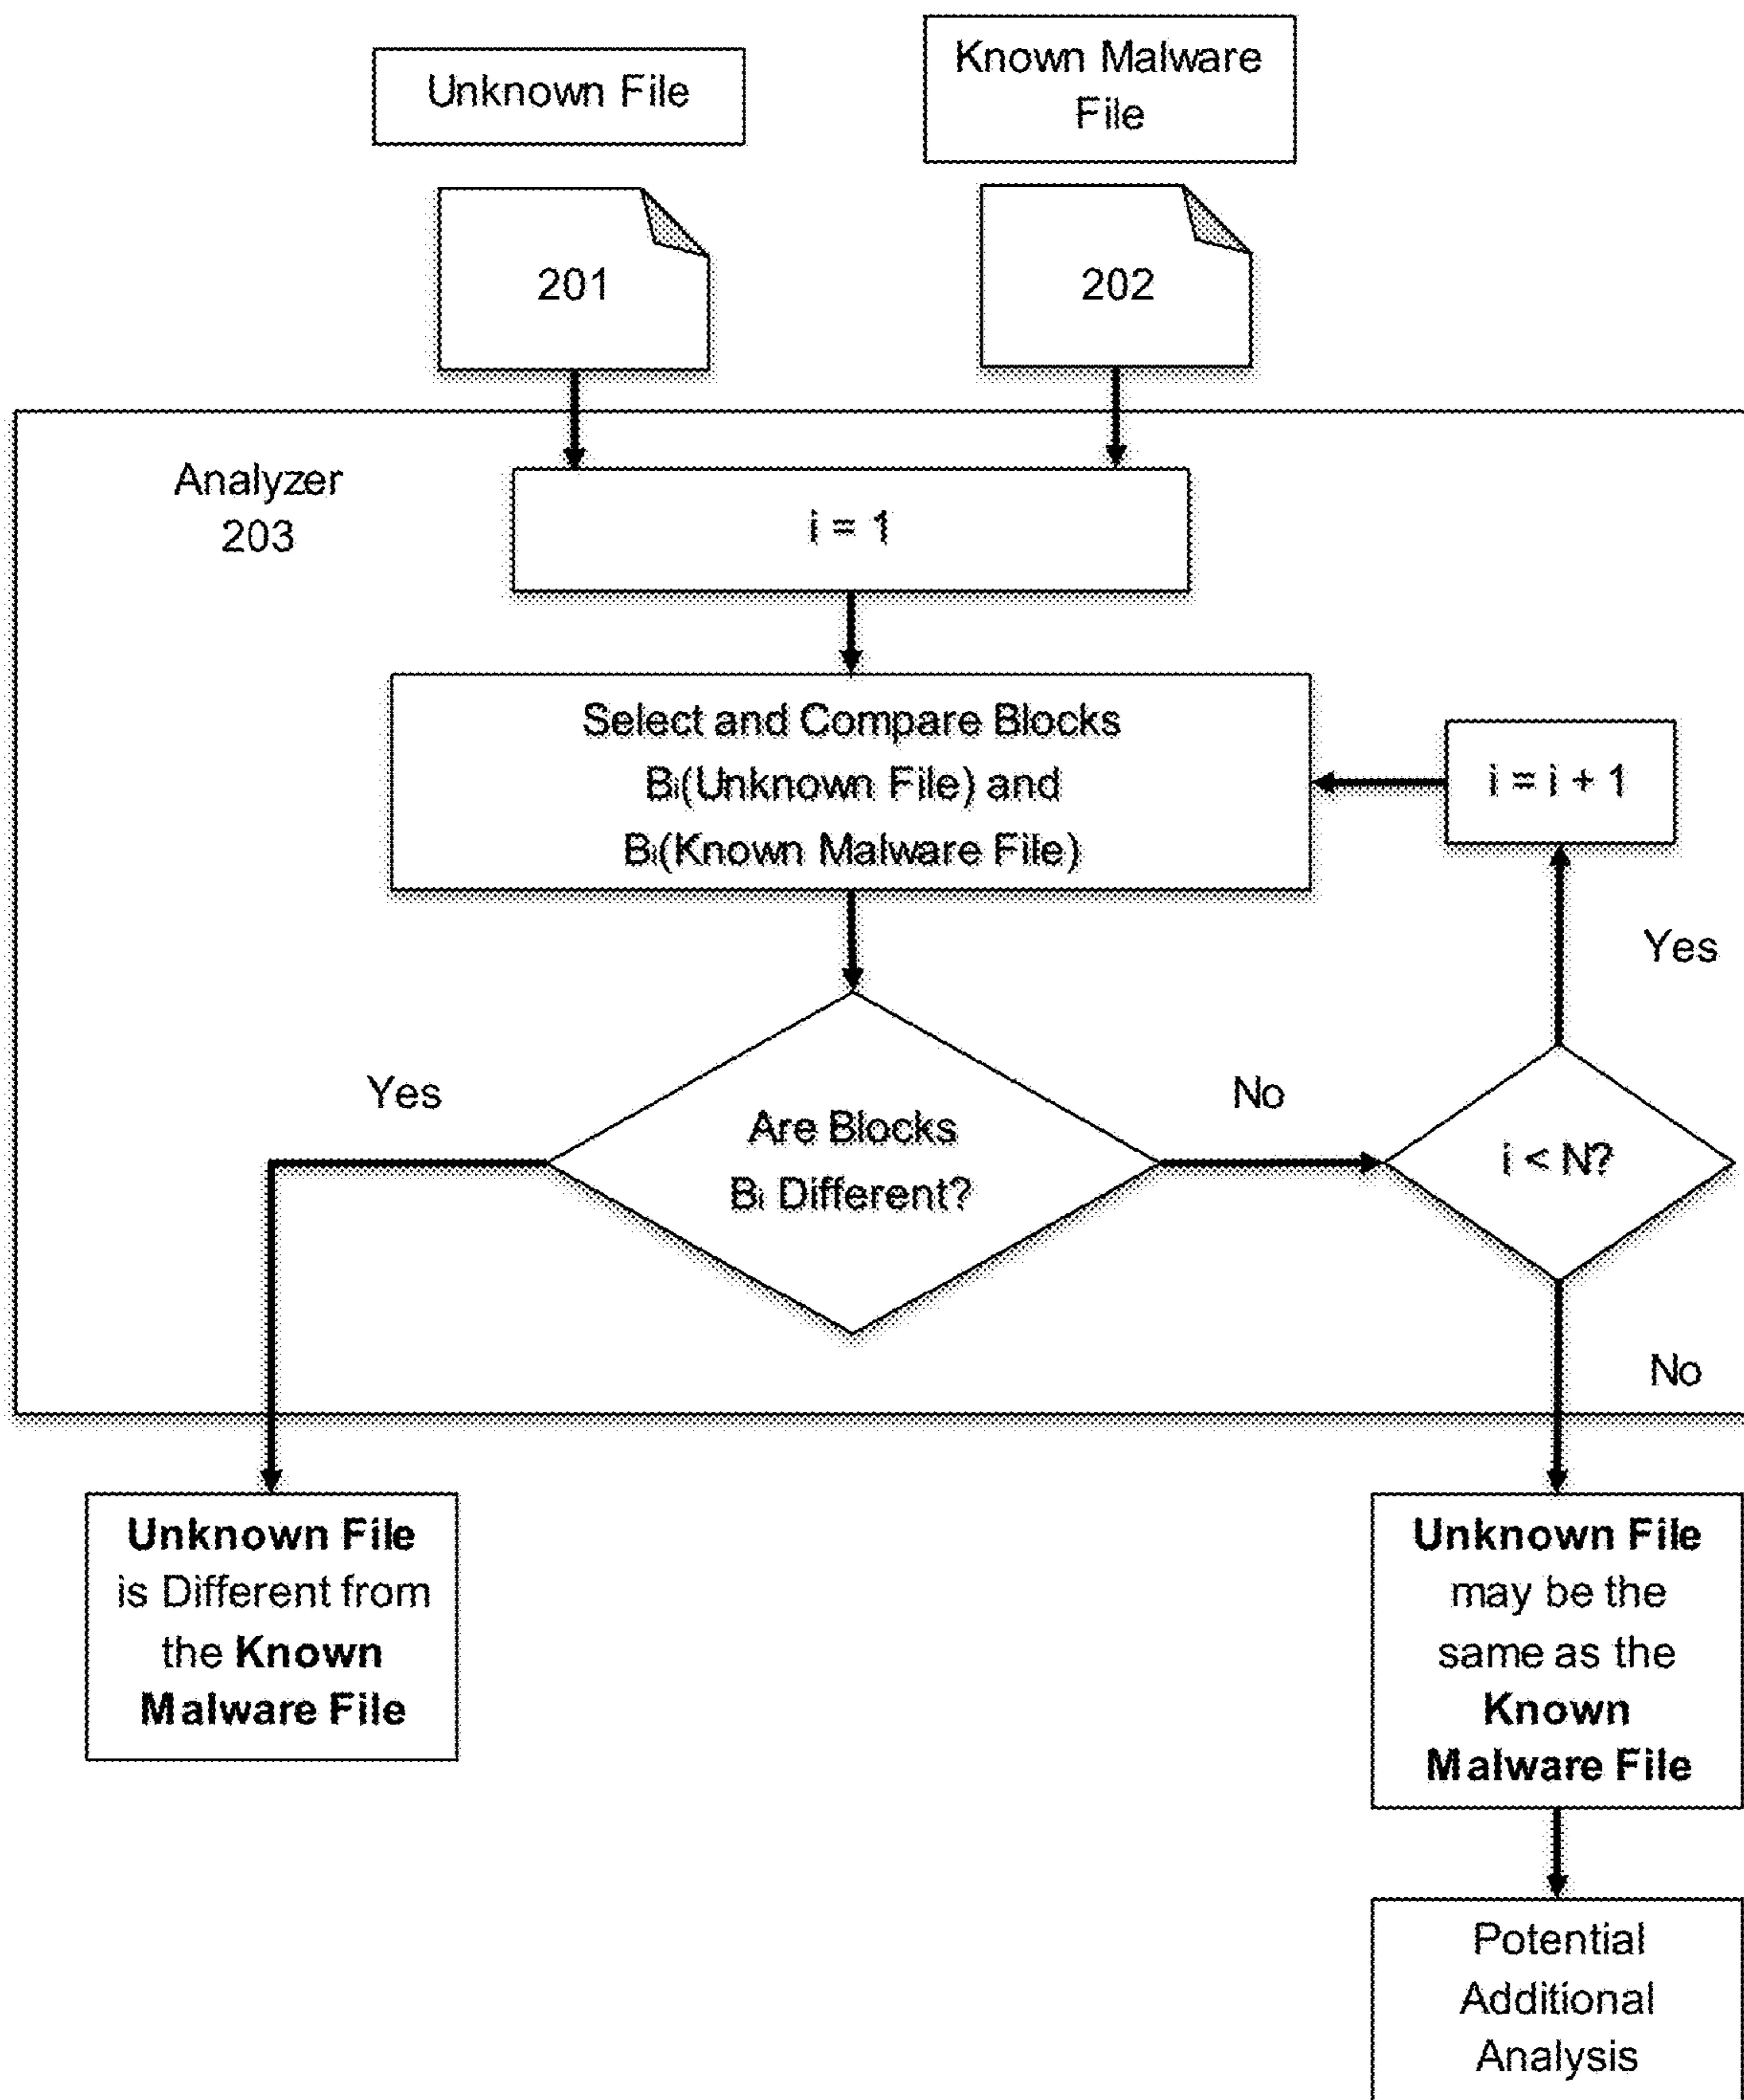 Unknown File
Known Malware
File
201
202
Analyzer
203
i = 1
Select and Compare Blocks
Bi(Unknown File) and
Bi(Known Malware File)
i = i + 1
Yes
Yes
Are Blocks
Bi Different?
No
i < N?
No
Unknown File
is Different from
the Known
Malware File
Unknown File
may be the
same as the
Known
Malware File
Potential
Additional
Analysis